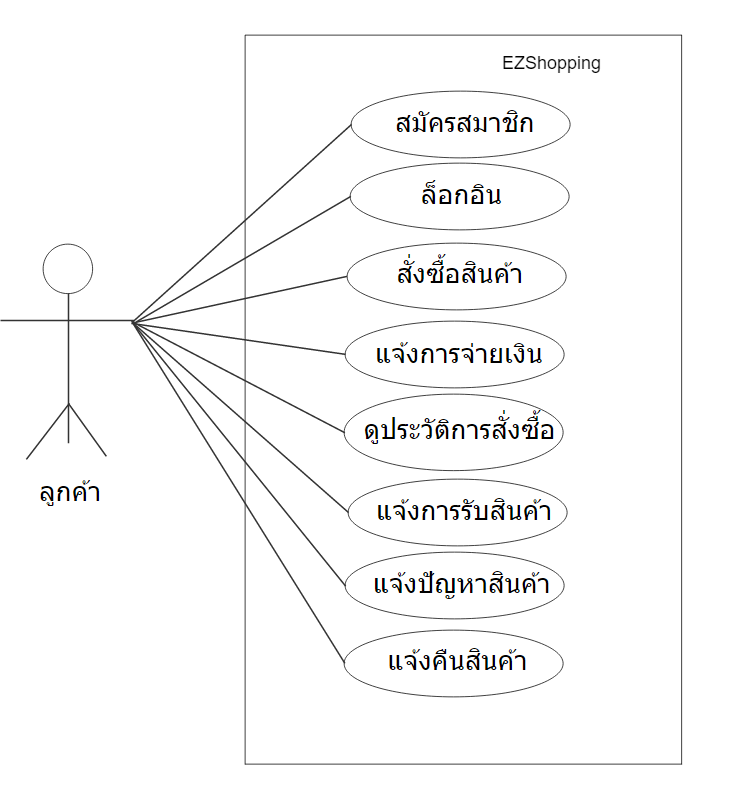 EZShopping
สมัครสมาชิก
ล็อกอิน
สั่งซื้อสินค้า
แจ้งการจ่ายเงิน
ดูประวัติการสั่งซื้อ
แจ้งการรับสินค้า
แจ้งปัญหาสินค้า
แจ้งคืนสินค้า
ลูกค้า